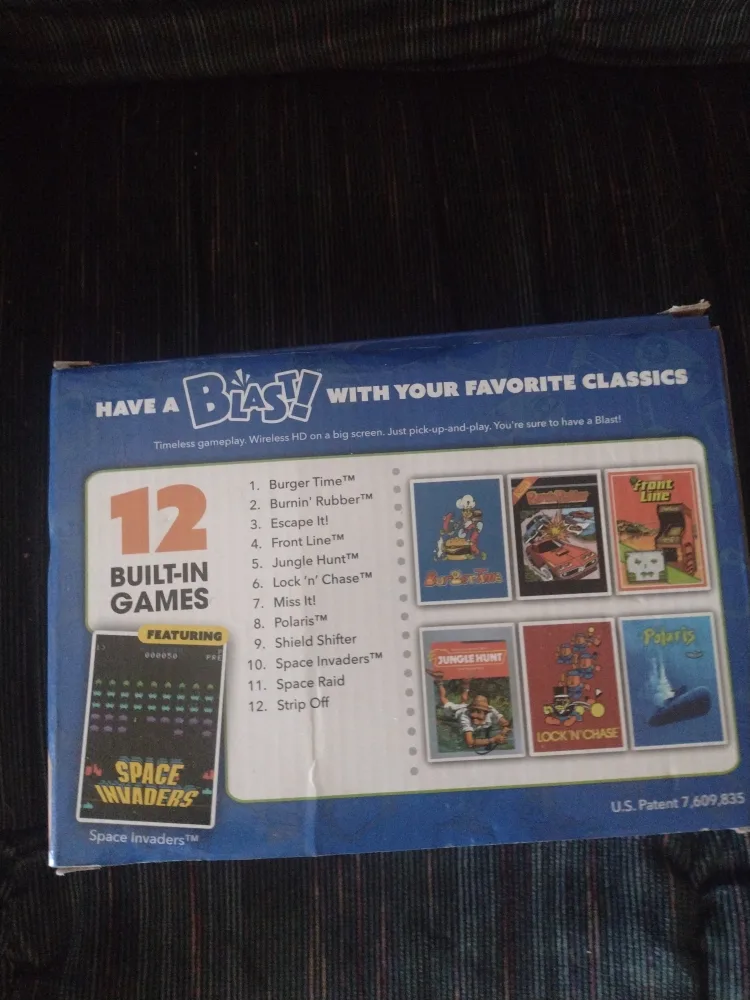 HAVE A BLAST! WITH YOUR FAVORITE CLASSICS
Timeless gameplay. Wireless HD on a big screen. Just pick-up-and-play. You're sure to have a Blast!
12
BUILT-IN
GAMES
1. Burger Time™
2. Burnin' Rubber™
3. Escape It!
4. Front Line™
5. Jungle Hunt™
6. Lock 'n' Chase™
7. Miss It!
8. Polaris™
9. Shield Shifter
10. Space Invaders™
11. Space Raid
12. Strip Off
FEATURING
000050
SPACE
INVADERS
Space Invaders™
BurgerTime
Front
Line
JUNGLE HUNT
LOCK'N'CHASE
Polaris
U.S. Patent 7,609,835